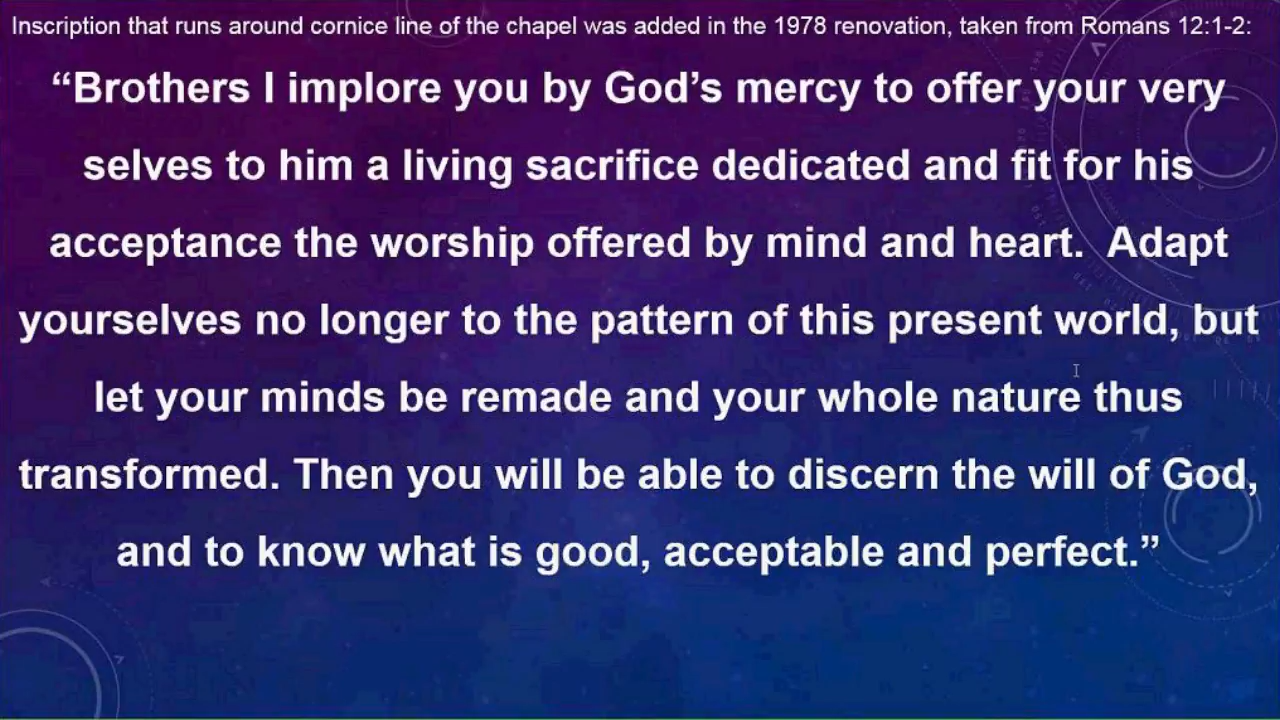 Inscription that runs around cornice line of the chapel was added in the 1978 renovation, taken from Romans 12:1-2:
“Brothers I implore you by God’s mercy to offer your very
selves to him a living sacrifice dedicated and fit for his
acceptance the worship offered by mind and heart.  Adapt
yourselves no longer to the pattern of this present world, but
let your minds be remade and your whole nature thus
transformed. Then you will be able to discern the will of God,
and to know what is good, acceptable and perfect.”